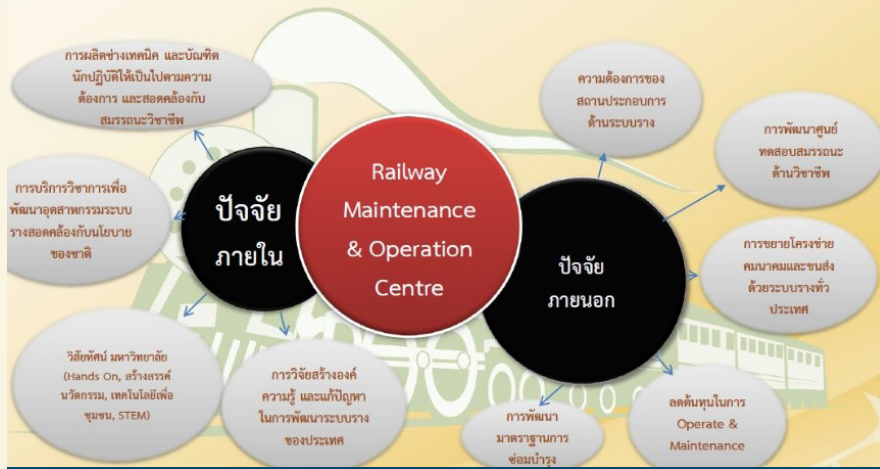 การผลิตช่างเทคนิค และบัณฑิต
นักปฏิบัติให้เป็นไปตามความ
ต้องการ และสอดคล้องกับ
สมรรถนะวิชาชีพ
การบริการวิชาการเพื่อ
พัฒนาอุตสาหกรรมระบบ
รางสอดคล้องกับนโยบาย
ของชาติ
วิสัยทัศน์ มหาวิทยาลัย
(Hands On, สร้างสรรค์
นวัตกรรม, เทคโนโลยีเพื่อ
ชุมชน, STEM)
การวิจัยสร้างองค์
ความรู้ และแก้ปัญหา
ในการพัฒนาระบบราง
ของประเทศ
ปัจจัย
ภายใน
Railway
Maintenance
& Operation
Centre
ปัจจัย
ภายนอก
ความต้องการของ
สถานประกอบการ
ด้านระบบราง
การพัฒนาศูนย์
ทดสอบสมรรถนะ
ด้านวิชาชีพ
การขยายโครงข่าย
คมนาคมและขนส่ง
ด้วยระบบรางทั่ว
ประเทศ
ลดต้นทุนในการ
Operate &
Maintenance
การพัฒนา
มาตราฐานการ
ซ่อมบำรุง